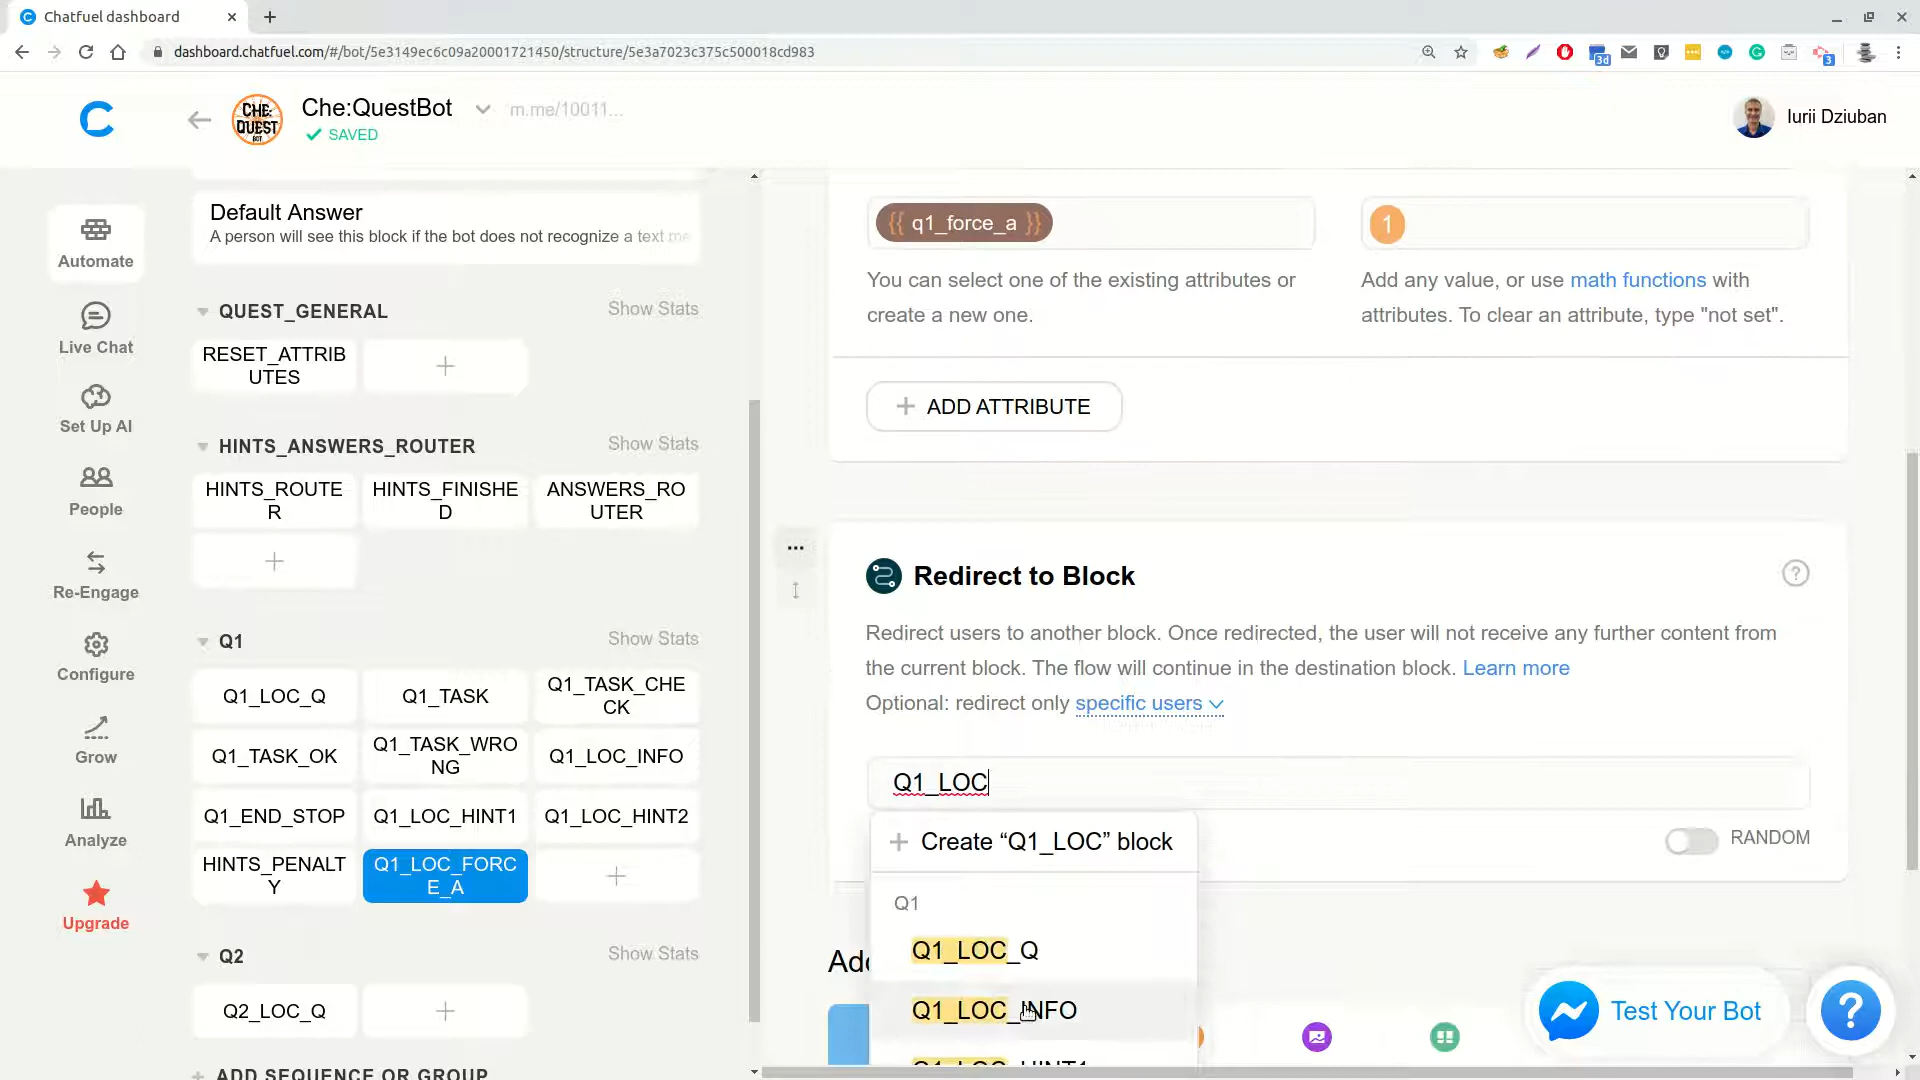 Chatfuel dashboard
dashboard.chatfuel.com/#/bot/5e3149ec6c09a20001721450/structure/5e3a7023c375c500018cd983
3d
3
CHE:
QUEST
BOT
Che:QuestBot
m.me/10011...
SAVED
Iurii Dziuban
Automate
Live Chat
Set Up AI
People
Re-Engage
Configure
Grow
Analyze
Upgrade
Default Answer
A person will see this block if the bot does not recognize a text me
QUEST_GENERAL
Show Stats
RESET_ATTRIB
UTES
HINTS_ANSWERS_ROUTER
Show Stats
HINTS_ROUTE
R
HINTS_FINISHE
D
ANSWERS_RO
UTER
Q1
Show Stats
Q1_LOC_Q
Q1_TASK
Q1_TASK_CHE
CK
Q1_TASK_OK
Q1_TASK_WRO
NG
Q1_LOC_INFO
Q1_END_STOP
Q1_LOC_HINT1
Q1_LOC_HINT2
HINTS_PENALT
Y
Q1_LOC_FORC
E_A
Q2
Show Stats
Q2_LOC_Q
ADD SEQUENCE OR GROUP
{{ q1_force_a }}
1
You can select one of the existing attributes or
create a new one.
Add any value, or use math functions with
attributes. To clear an attribute, type "not set".
ADD ATTRIBUTE
Redirect to Block
Redirect users to another block. Once redirected, the user will not receive any further content from
the current block. The flow will continue in the destination block. Learn more
Optional: redirect only specific users
Q1_LOC
Create “Q1_LOC” block
RANDOM
Q1
Q1_LOC_Q
Q1_LOC_INFO
Q1_LOC_HINT1
Test Your Bot
?